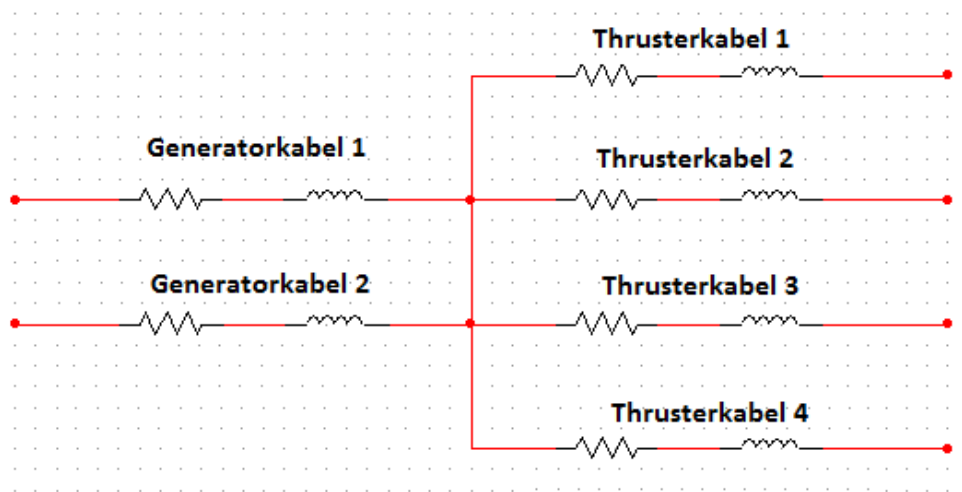 Thrusterkabel 1
Generatorkabel 1
Thrusterkabel 2
Generatorkabel 2
Thrusterkabel 3
Thrusterkabel 4